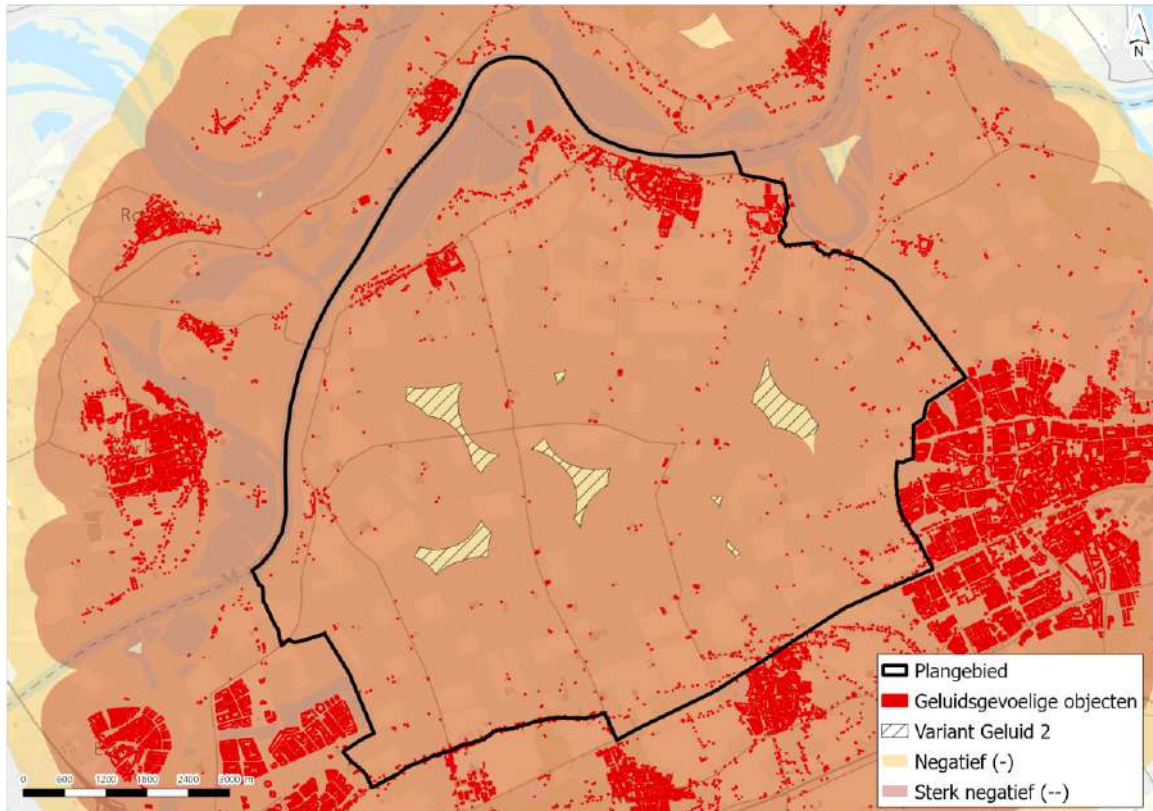 N
Plangebied
Geluidsgevoelige objecten
Variant Geluid 2
Negatief (-)
Sterk negatief (--)
0 600 1200 1800 2400 3000 m